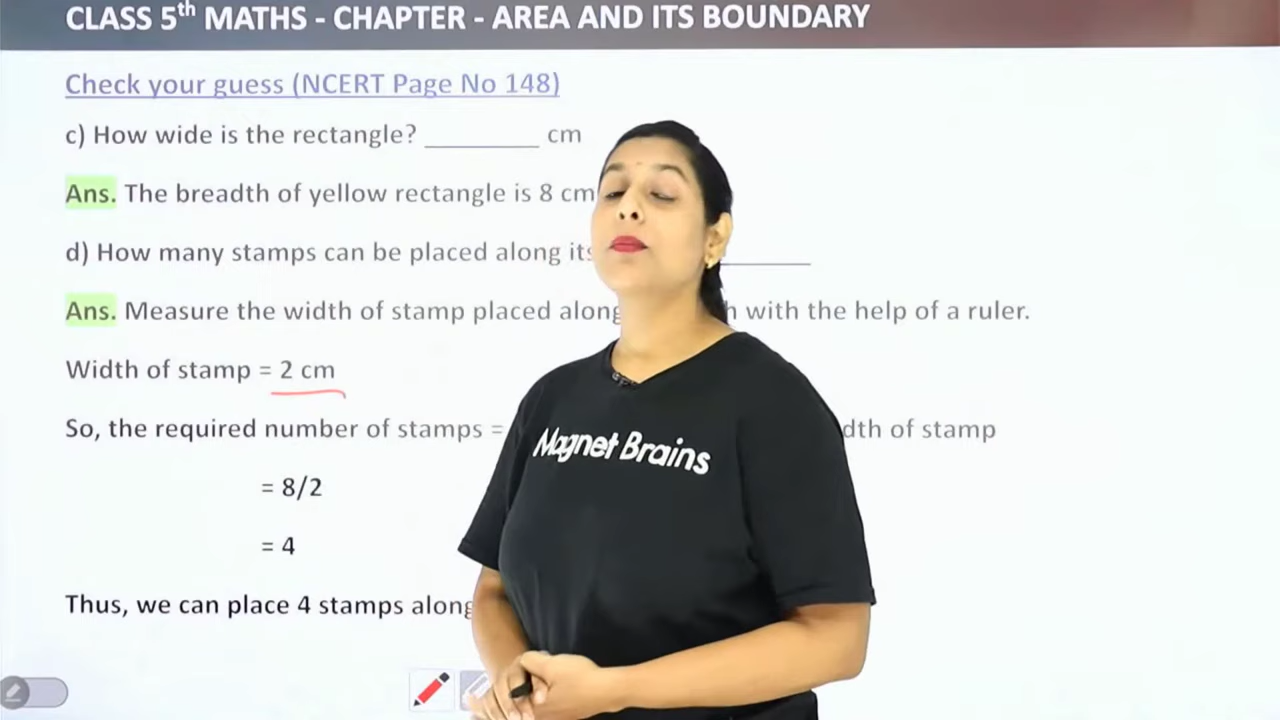 CLASS 5th MATHS - CHAPTER - AREA AND ITS BOUNDARY
Check your guess (NCERT Page No 148)
c) How wide is the rectangle? ________ cm
Ans. The breadth of yellow rectangle is 8 cm
d) How many stamps can be placed along its ________
Ans. Measure the width of stamp placed along with the help of a ruler.
Width of stamp = 2 cm
So, the required number of stamps = of stamp
= 8/2
= 4
Thus, we can place 4 stamps along
Magnet Brains